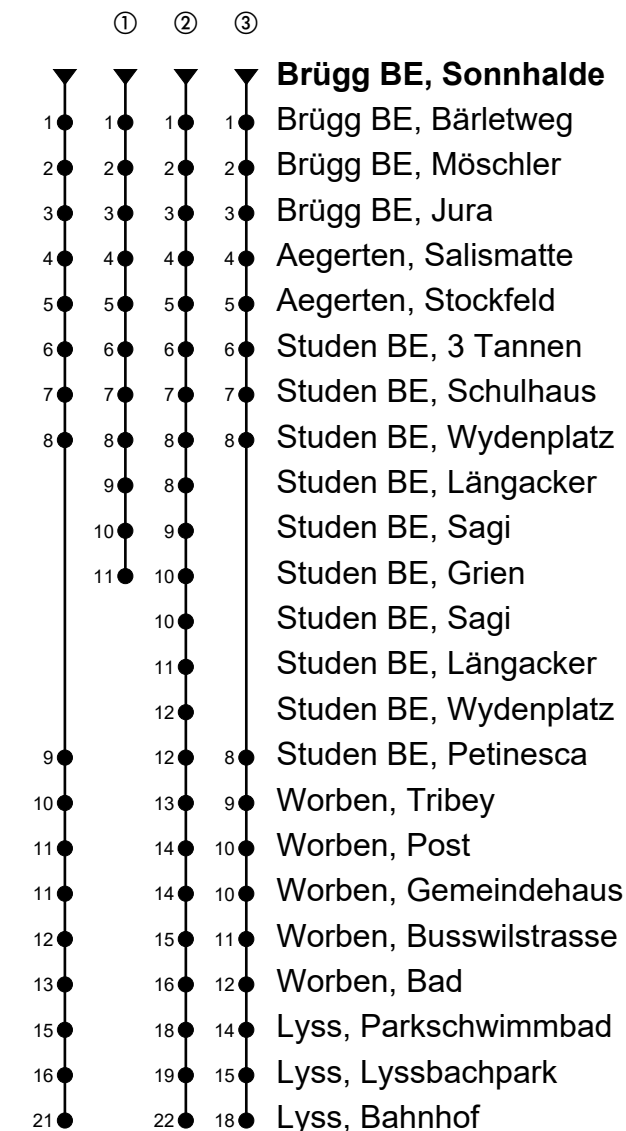 ① ② ③
Brügg BE, Sonnhalde
1 1 1 1 Brügg BE, Bärletweg
2 2 2 2 Brügg BE, Möschler
3 3 3 3 Brügg BE, Jura
4 4 4 4 Aegerten, Salismatte
5 5 5 5 Aegerten, Stockfeld
6 6 6 6 Studen BE, 3 Tannen
7 7 7 7 Studen BE, Schulhaus
8 8 8 8 Studen BE, Wydenplatz
9 8 Studen BE, Längacker
10 9 Studen BE, Sagi
11 10 Studen BE, Grien
10 Studen BE, Sagi
11 Studen BE, Längacker
12 Studen BE, Wydenplatz
9 12 8 Studen BE, Petinesca
10 13 9 Worben, Tribey
11 14 10 Worben, Post
11 14 10 Worben, Gemeindehaus
12 15 11 Worben, Busswilstrasse
13 16 12 Worben, Bad
15 18 14 Lyss, Parkschwimmbad
16 19 15 Lyss, Lyssbachpark
21 22 18 Lyss, Bahnhof